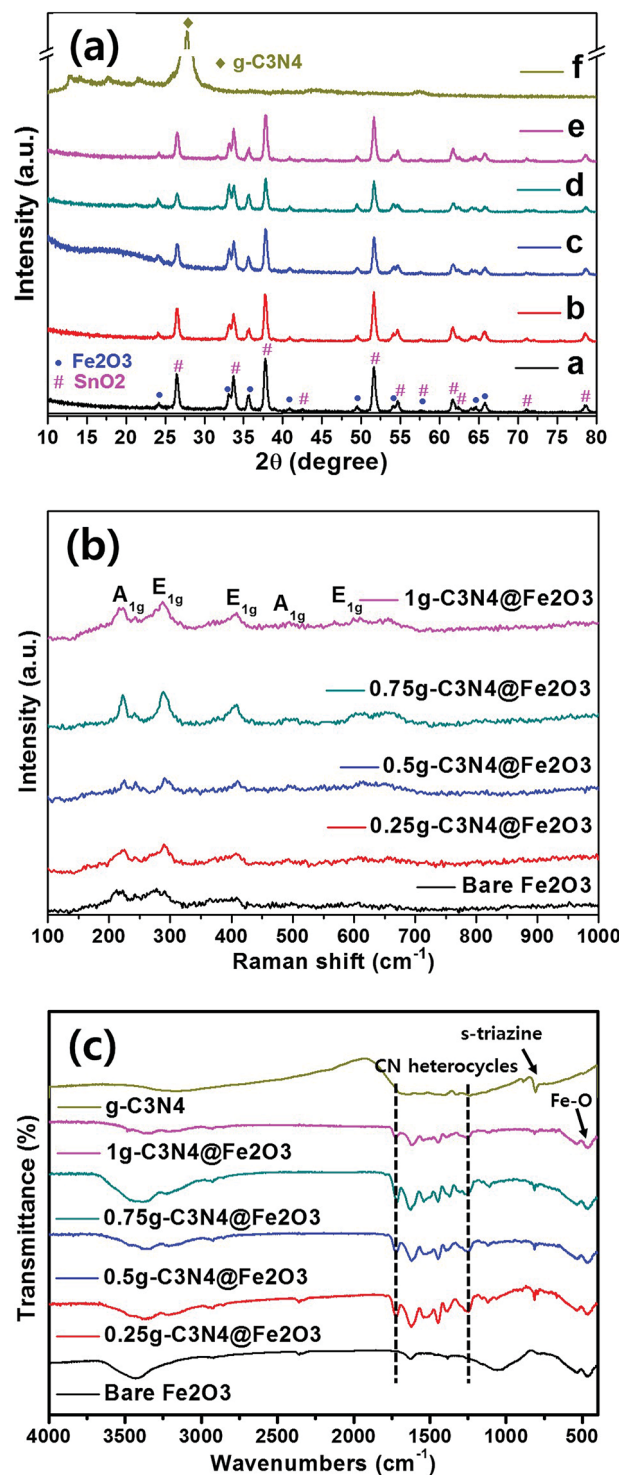 (a)
◆
◆ g-C3N4
f
e
d
c
b
a
• Fe2O3
# SnO2
# # # # # # # # # # #
Intensity (a.u.)
10 15 20 25 30 35 40 45 50 55 60 65 70 75 80
2θ (degree)
(b)
A1g E1g E1g A1g E1g
1g-C3N4@Fe2O3
0.75g-C3N4@Fe2O3
0.5g-C3N4@Fe2O3
0.25g-C3N4@Fe2O3
Bare Fe2O3
Intensity (a.u.)
100 200 300 400 500 600 700 800 900 1000
Raman shift (cm-1)
(c)
s-triazine
CN heterocycles
Fe-O
g-C3N4
1g-C3N4@Fe2O3
0.75g-C3N4@Fe2O3
0.5g-C3N4@Fe2O3
0.25g-C3N4@Fe2O3
Bare Fe2O3
Transmittance (%)
4000 3500 3000 2500 2000 1500 1000 500
Wavenumbers (cm-1)